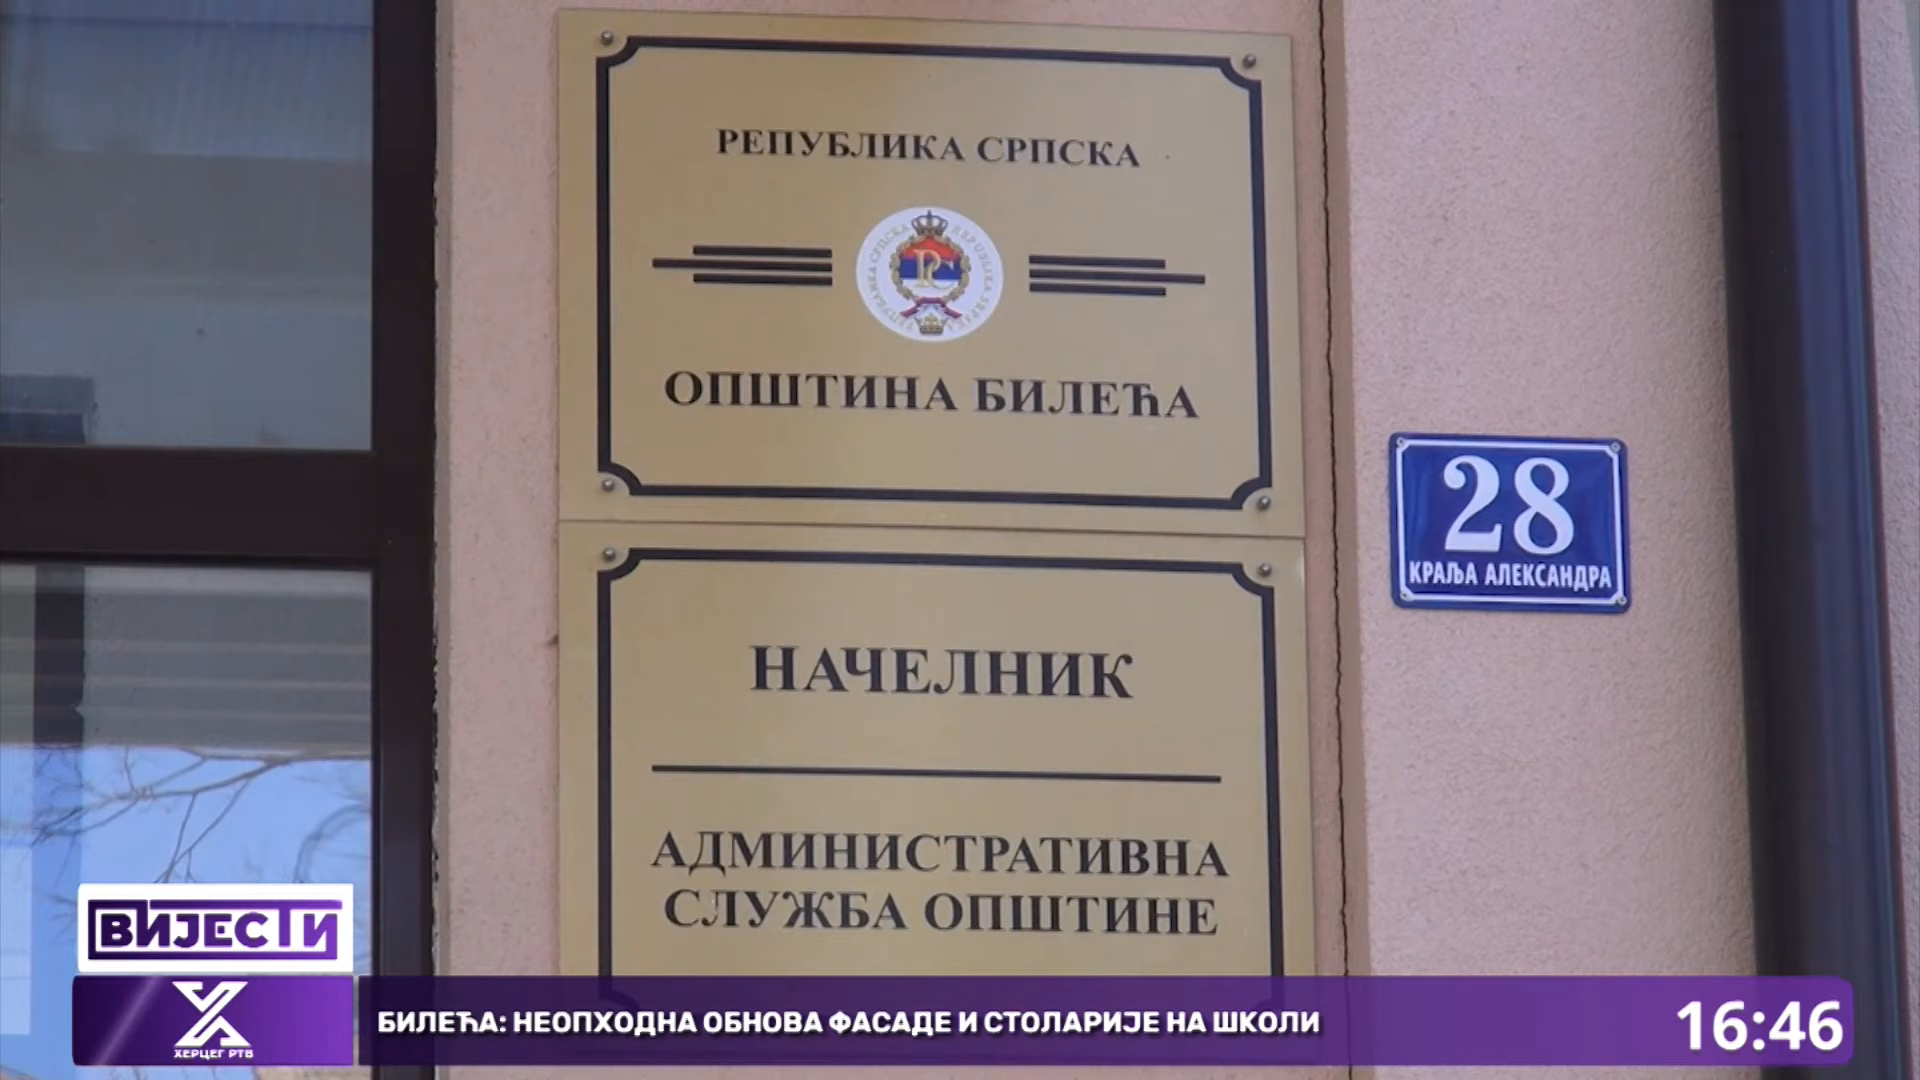 РЕПУБЛИКА СРПСКА
РС
ОПШТИНА БИЛЕЋА
28
КРАЉА АЛЕКСАНДРА
НАЧЕЛНИК
АДМИНИСТРАТИВНА
СЛУЖБА ОПШТИНЕ
ВИЈЕСТИ
ХЕРЦЕГ РТВ
БИЛЕЋА: НЕОПХОДНА ОБНОВА ФАСАДЕ И СТОЛАРИЈЕ НА ШКОЛИ
16:46